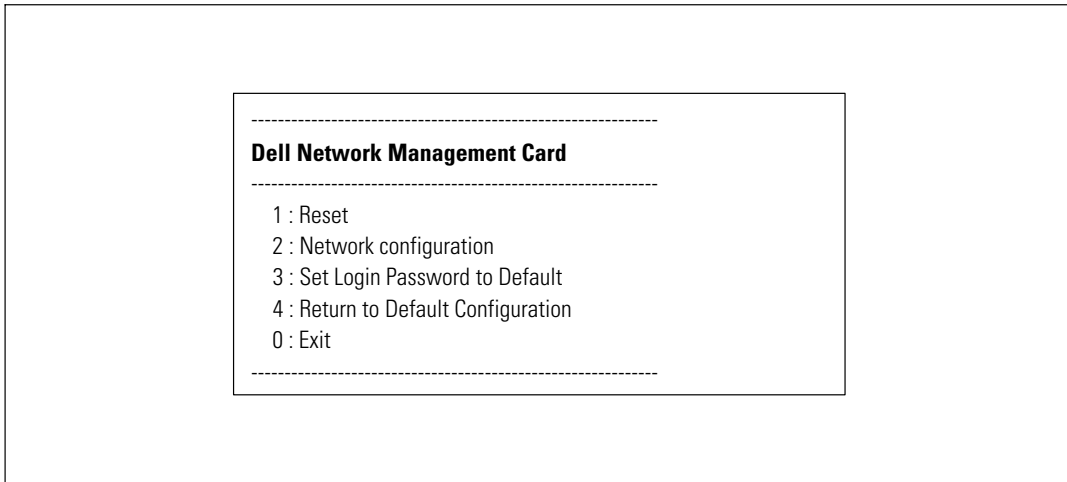 ------------------------------------------------------------
Dell Network Management Card
------------------------------------------------------------
1 : Reset
2 : Network configuration
3 : Set Login Password to Default
4 : Return to Default Configuration
0 : Exit
------------------------------------------------------------